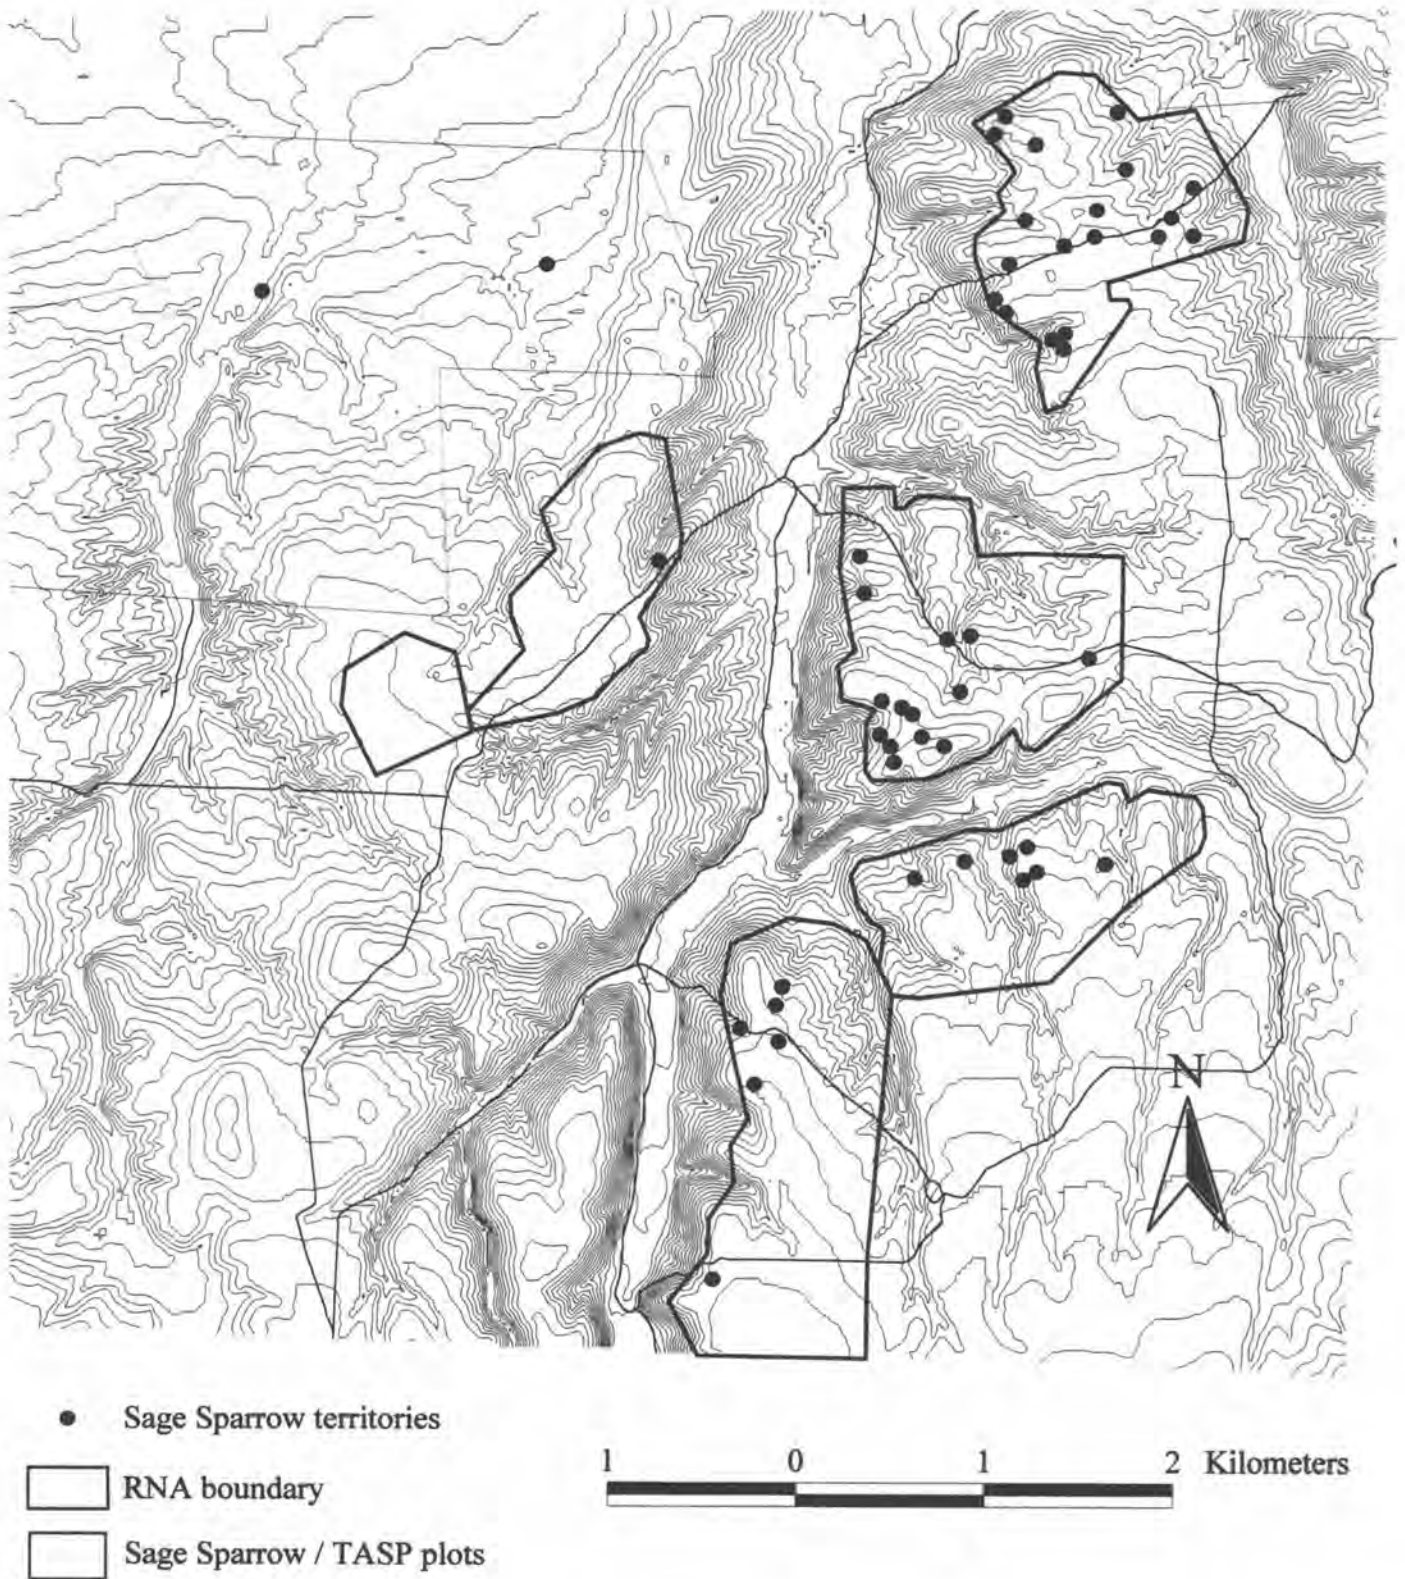 N
Sage Sparrow territories
RNA boundary
Sage Sparrow / TASP plots
1 0 1 2 Kilometers